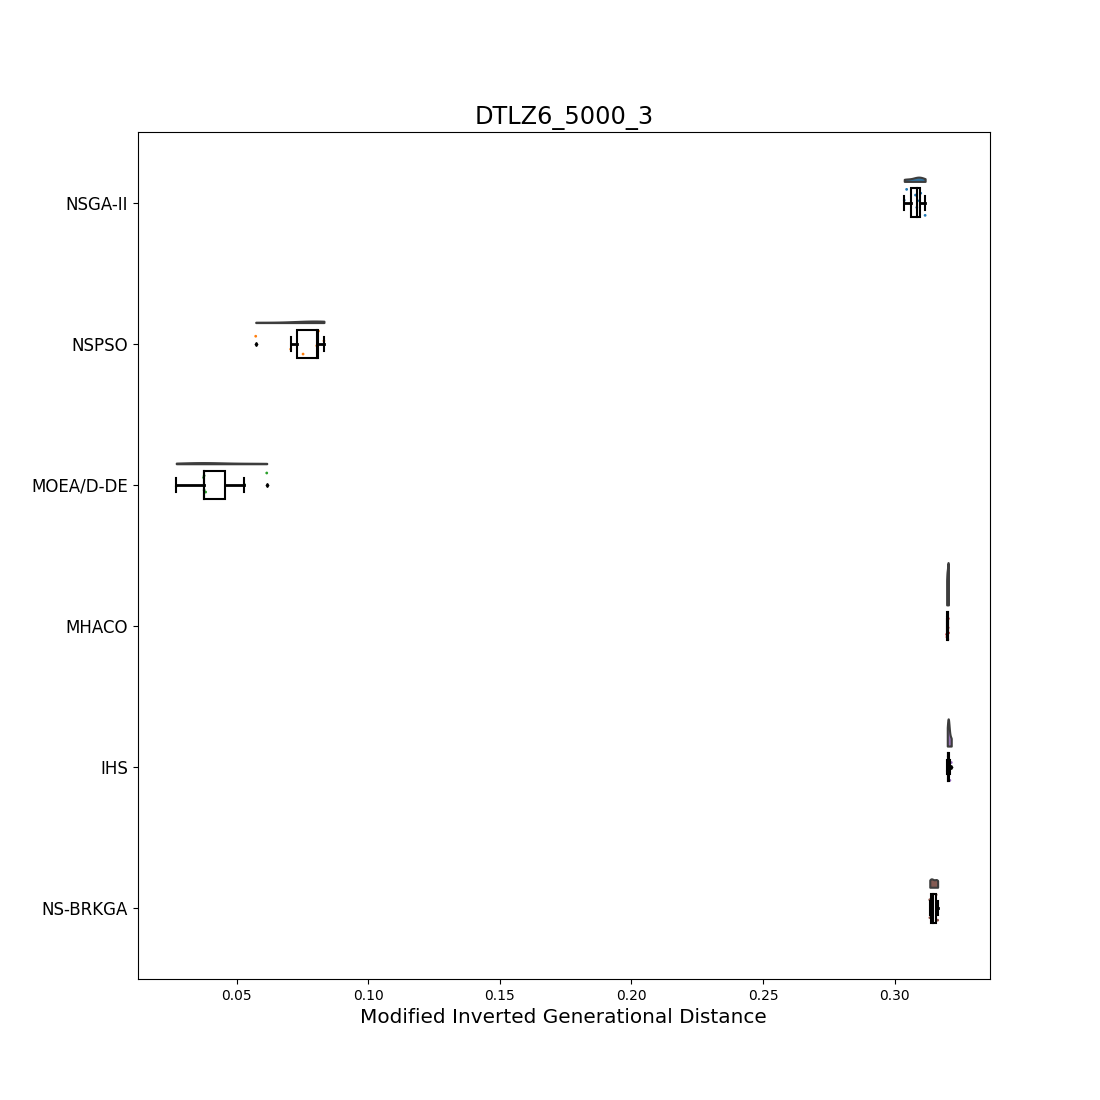 DTLZ6_5000_3
NSGA-II
NSPSO
MOEA/D-DE
MHACO
IHS
NS-BRKGA
0.05 0.10 0.15 0.20 0.25 0.30
Modified Inverted Generational Distance